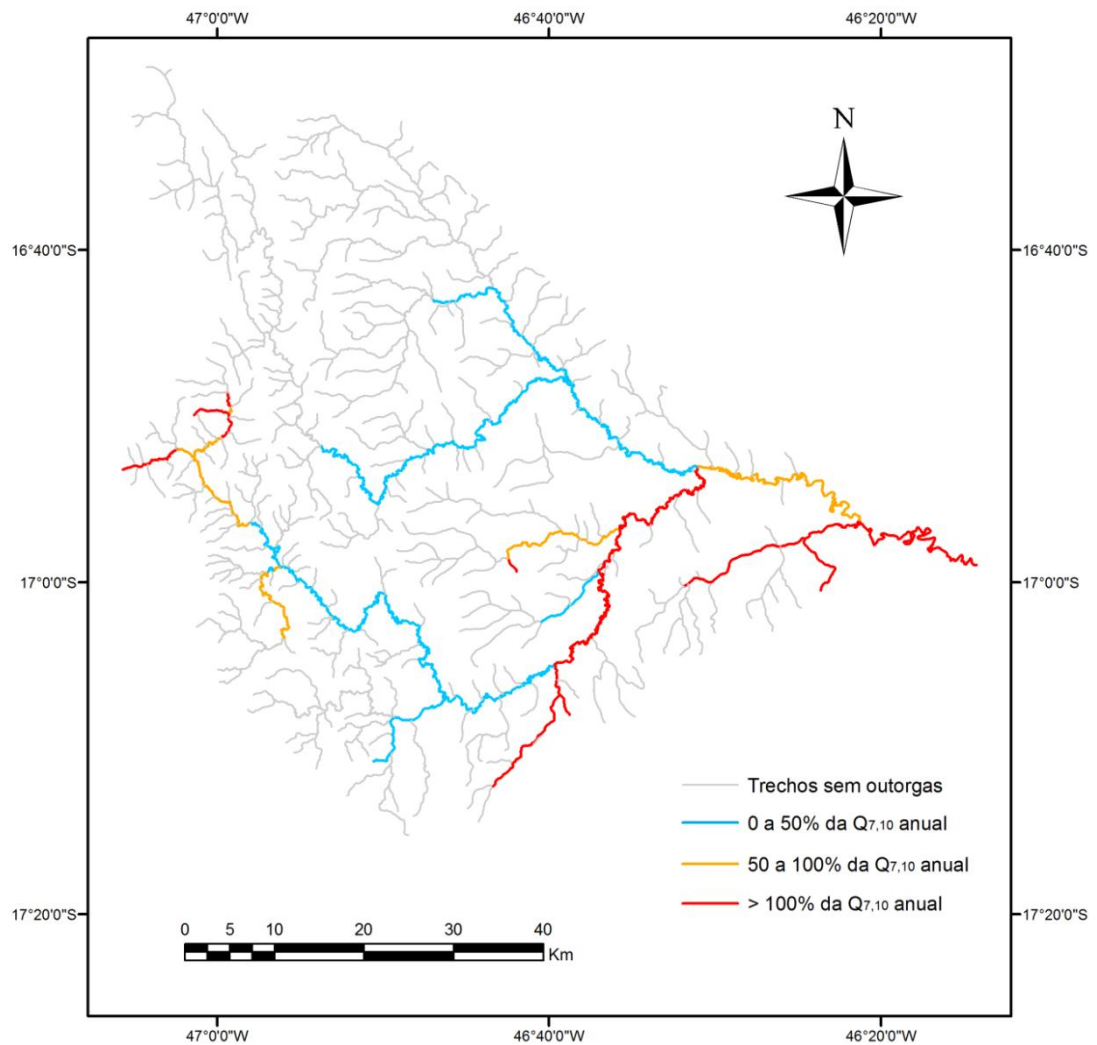 47°0'0"W
46°40'0"W
46°20'0"W
N
16°40'0"S
16°40'0"S
17°0'0"S
17°0'0"S
Trechos sem outorgas
0 a 50% da Q7,10 anual
50 a 100% da Q7,10 anual
> 100% da Q7,10 anual
17°20'0"S
17°20'0"S
0 5 10 20 30 40
Km
47°0'0"W
46°40'0"W
46°20'0"W